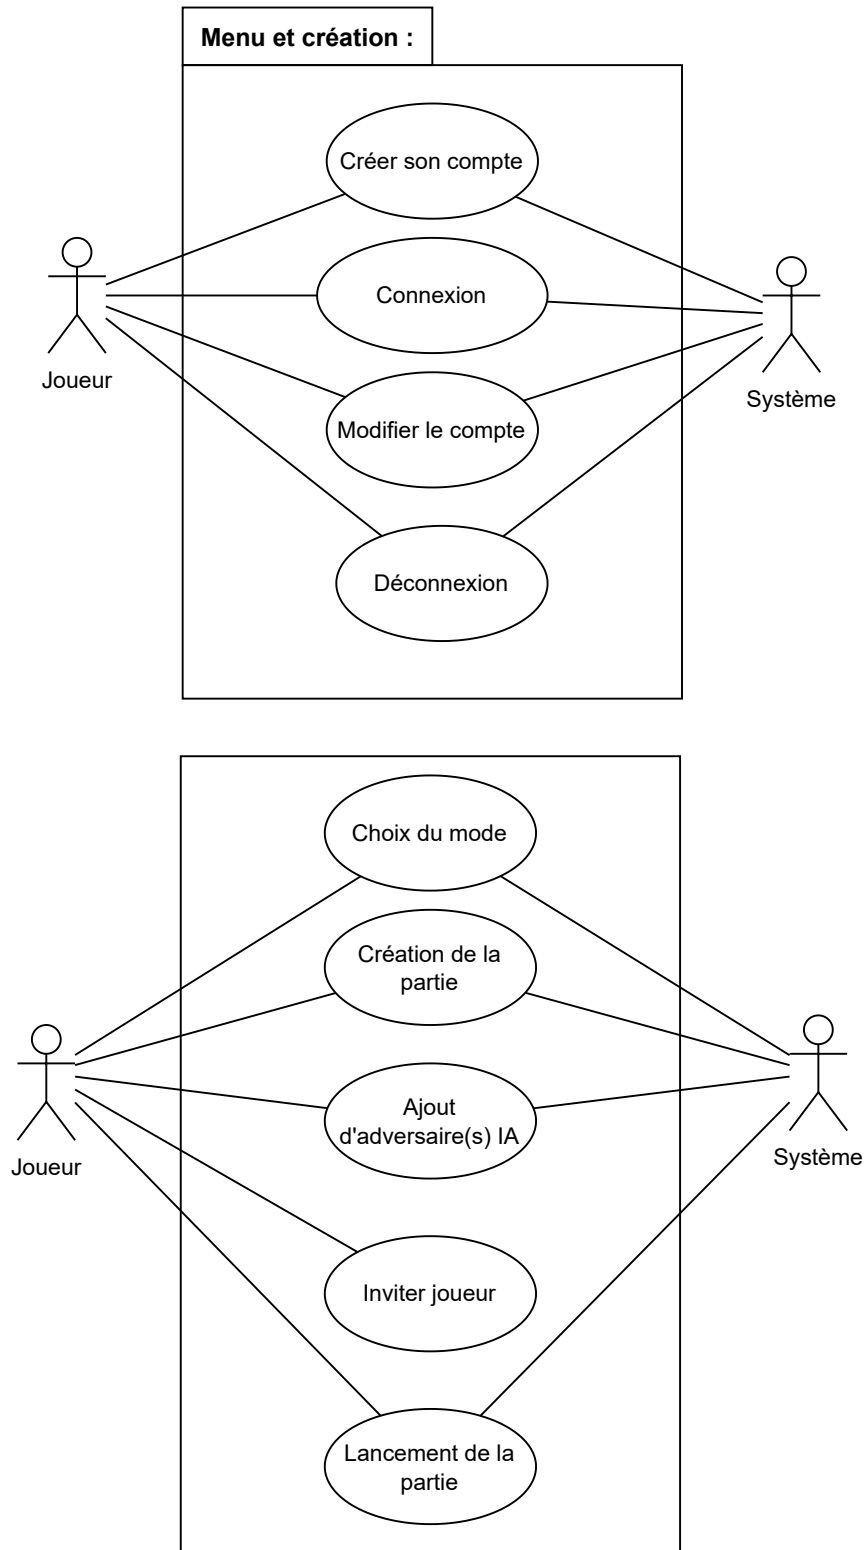 Menu et création :
Créer son compte
Connexion
Joueur
Système
Modifier le compte
Déconnexion
Choix du mode
Création de la
partie
Ajout
d'adversaire(s) IA
Joueur
Système
Inviter joueur
Lancement de la
partie